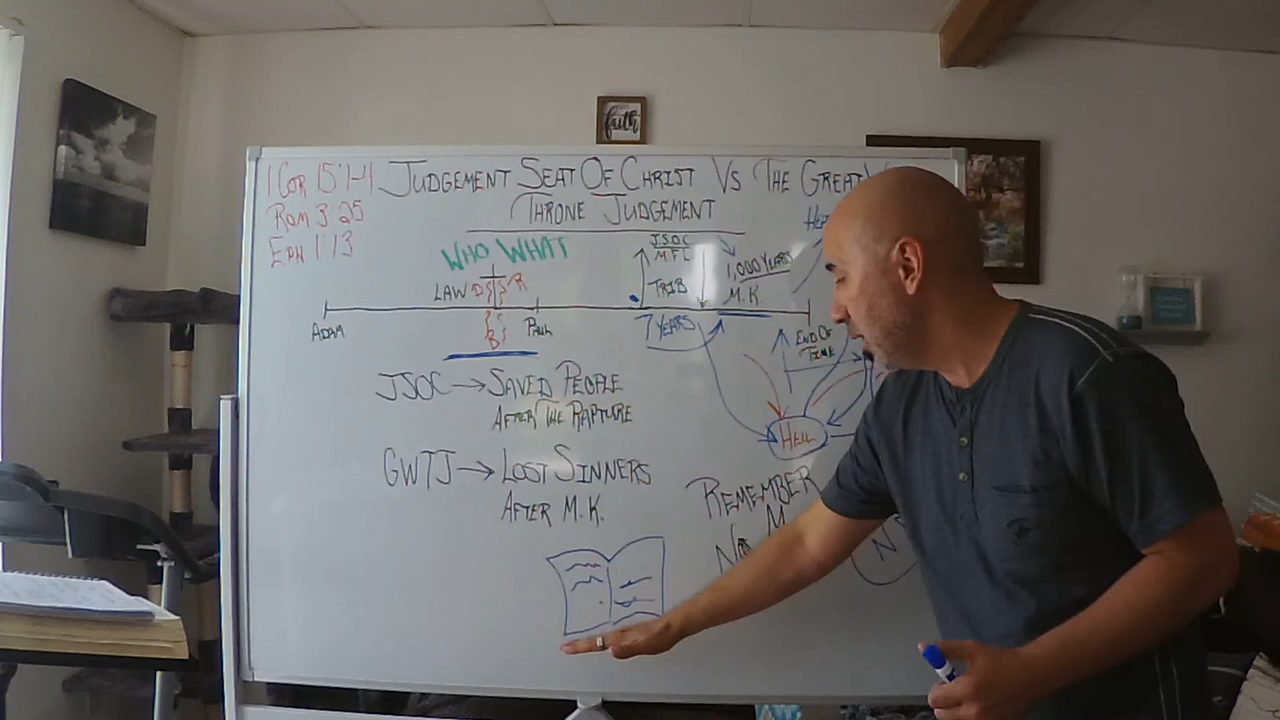 faith
1 Cor 15:1-4
Rom 3:25
Eph 1:13
JUDGEMENT SEAT OF CHRIST VS THE GREAT
THRONE JUDGEMENT
WHO WHAT
J.S.O.C
TRIB
1,000 YEARS
M.K.
LAW D R
B
ADAM
PAUL
7 YEARS
END OF
TIME
JSOC → SAVED PEOPLE
AFTER THE RAPTURE
HELL
GWTJ → LOST SINNERS
AFTER M.K.
REMEMBER
M
N